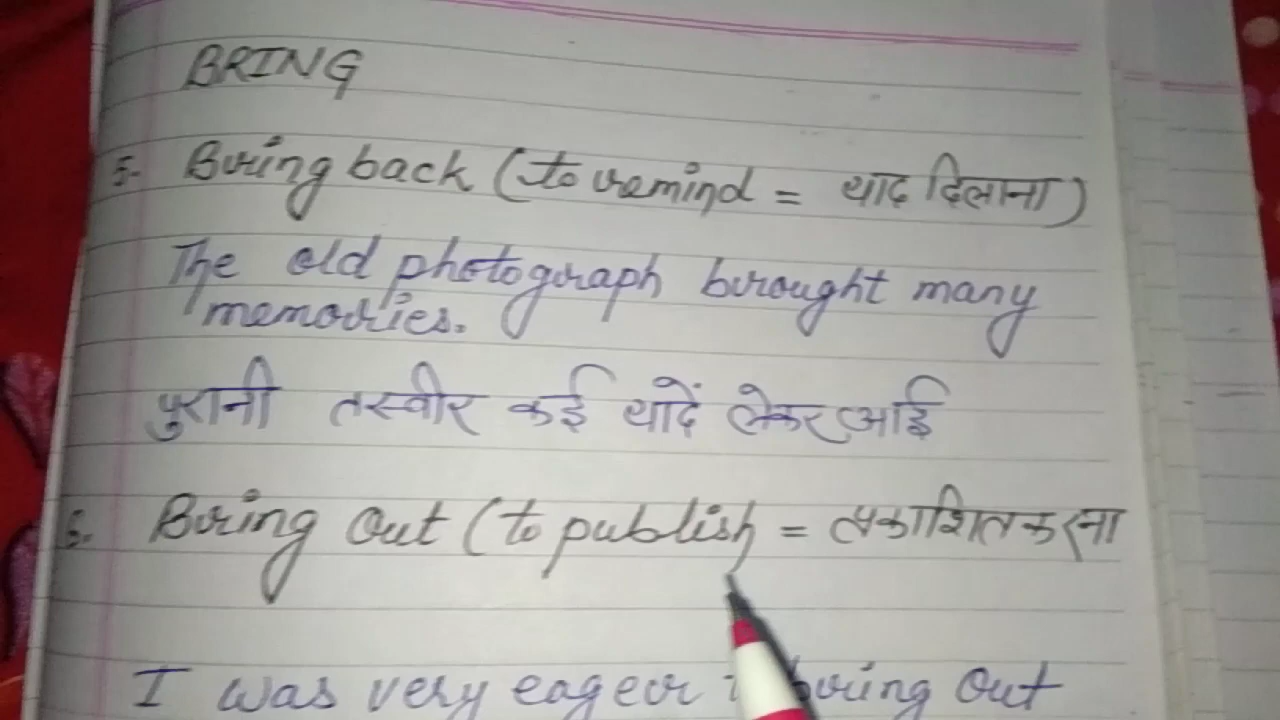 BRING
5. Bring back (to remind = याद दिलाना)
The old photograph brought many
memories.
पुरानी तस्वीर कई यादें लेकर आई
6. Bring Out (to publish = प्रकाशित करना
I was very eager bring Out